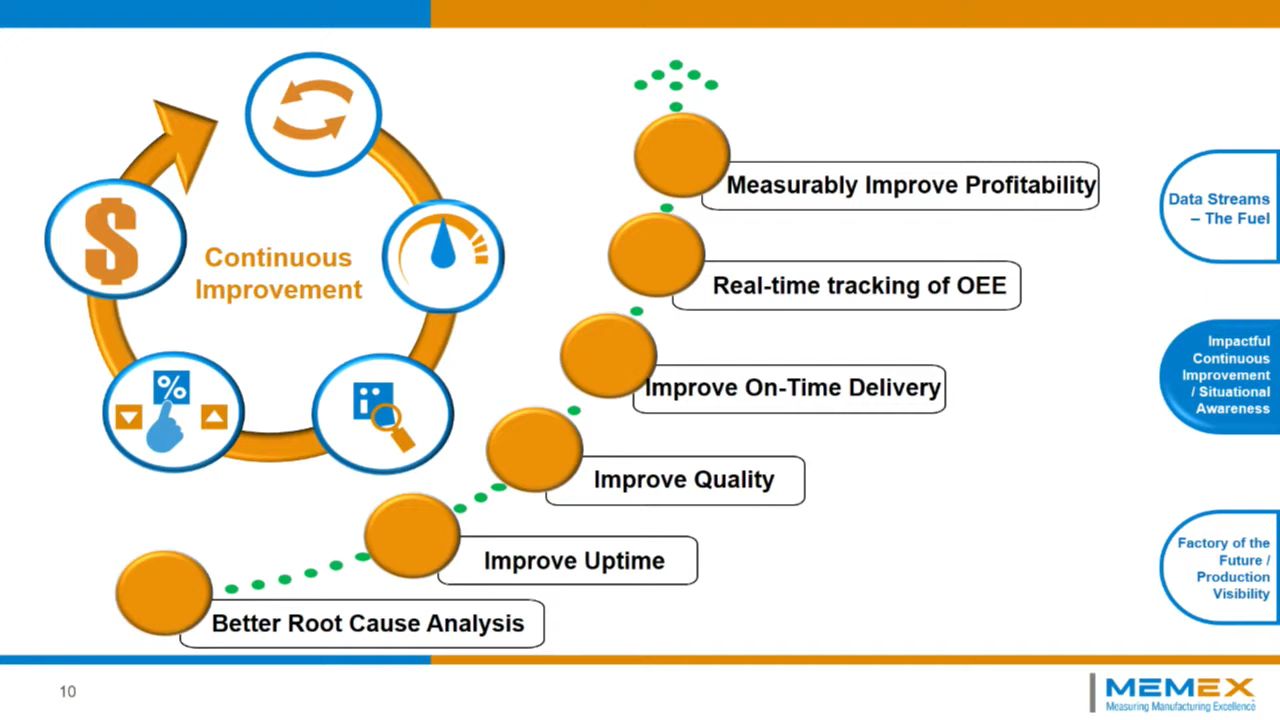 Continuous
Improvement
%
$
Measurably Improve Profitability
Real-time tracking of OEE
Improve On-Time Delivery
Improve Quality
Improve Uptime
Better Root Cause Analysis
Data Streams
– The Fuel
Impactful
Continuous
Improvement
/ Situational
Awareness
Factory of the
Future /
Production
Visibility
10
MEMEX
Measuring Manufacturing Excellence